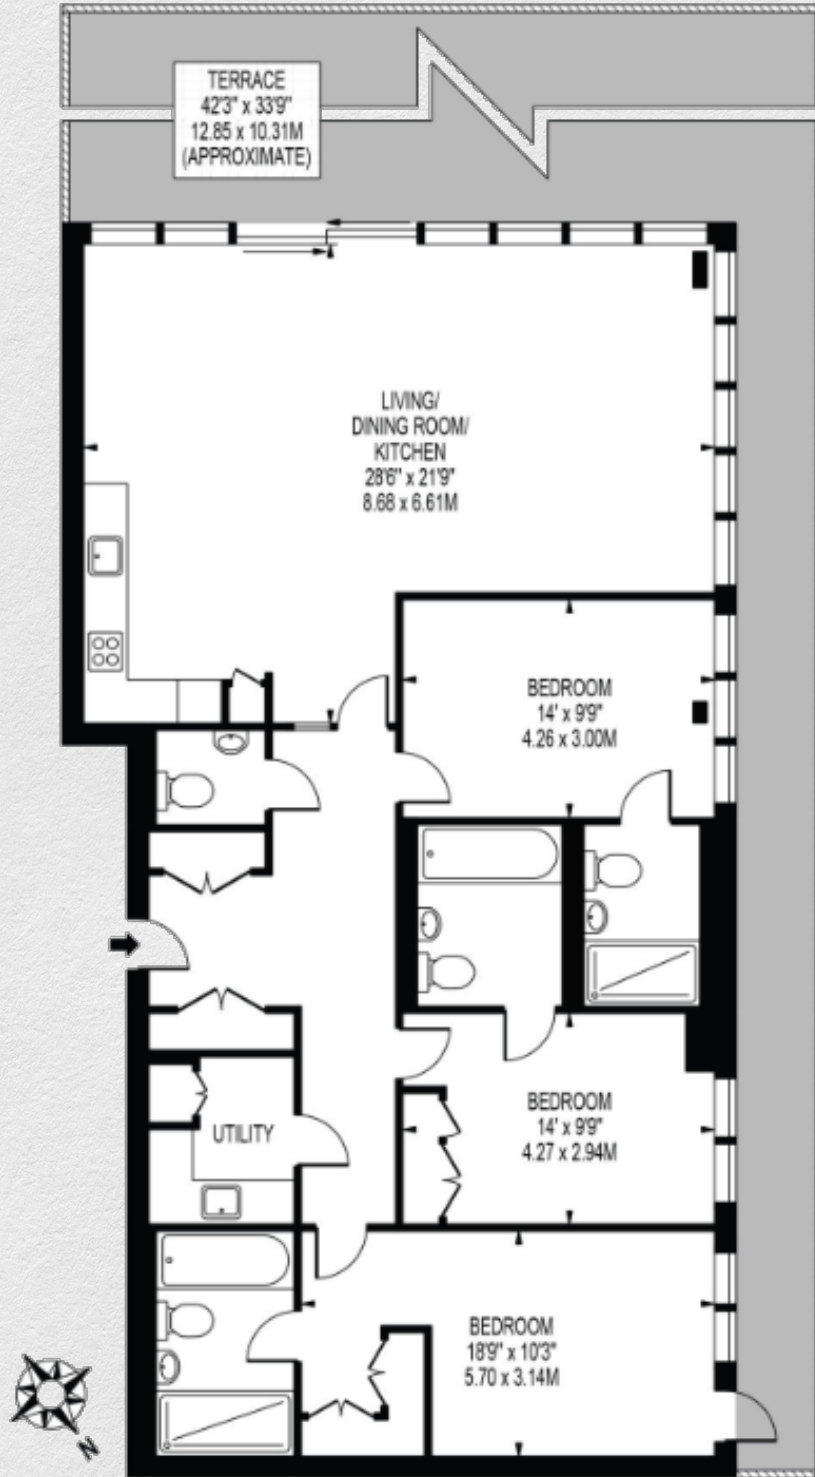 TERRACE
42'3" x 33'9"
12.85 x 10.31M
(APPROXIMATE)
LIVING/
DINING ROOM/
KITCHEN
28'6" x 21'9"
8.68 x 6.61M
BEDROOM
14' x 9'9"
4.26 x 3.00M
BEDROOM
14' x 9'9"
4.27 x 2.94M
UTILITY
BEDROOM
18'9" x 10'3"
5.70 x 3.14M
N